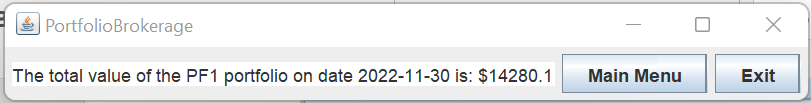 PortfolioBrokerage
The total value of the PF1 portfolio on date 2022-11-30 is: $14280.1 Main Menu Exit